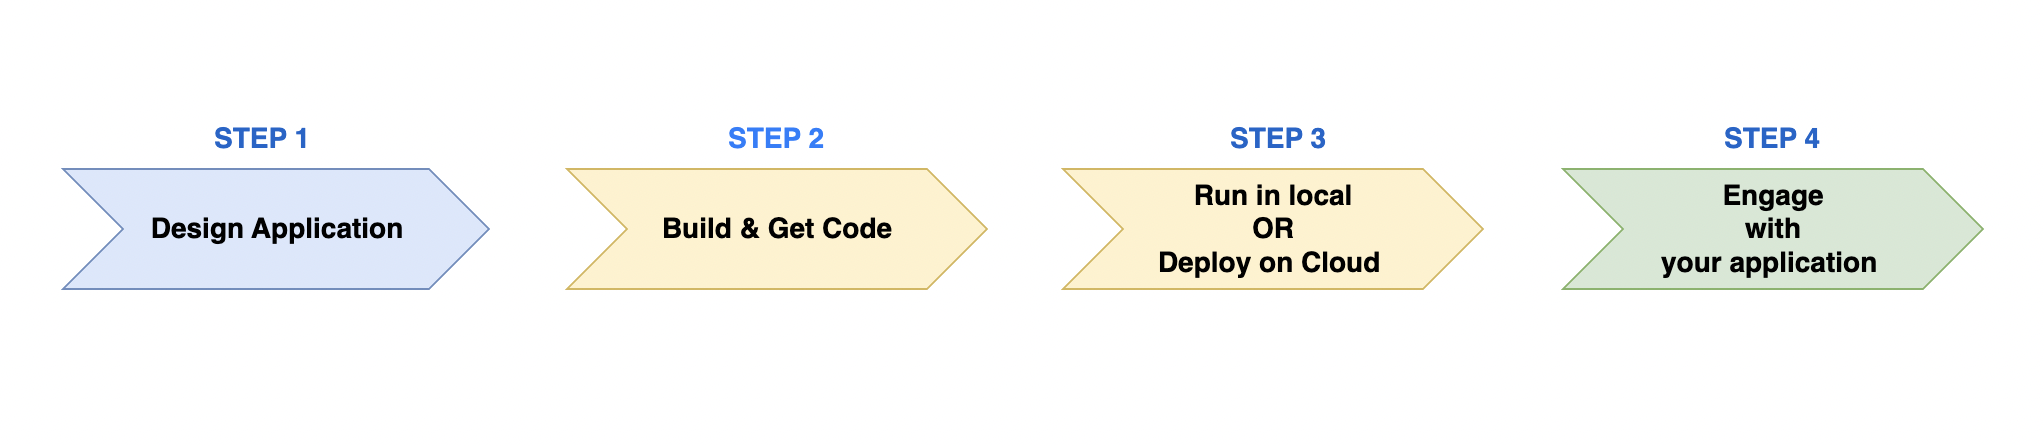 STEP 1
Design Application
STEP 2
Build & Get Code
STEP 3
Run in local
OR
Deploy on Cloud
STEP 4
Engage
with
your application